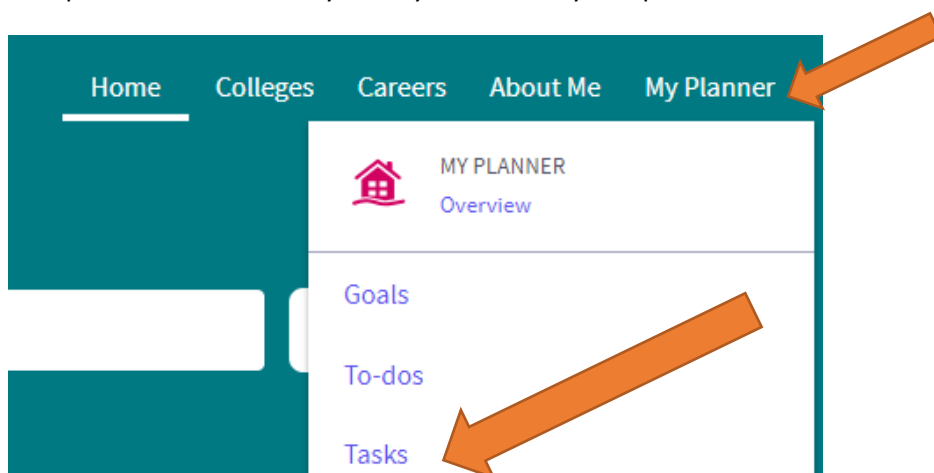 Home Colleges Careers About Me My Planner
MY PLANNER
Overview
Goals
To-dos
Tasks